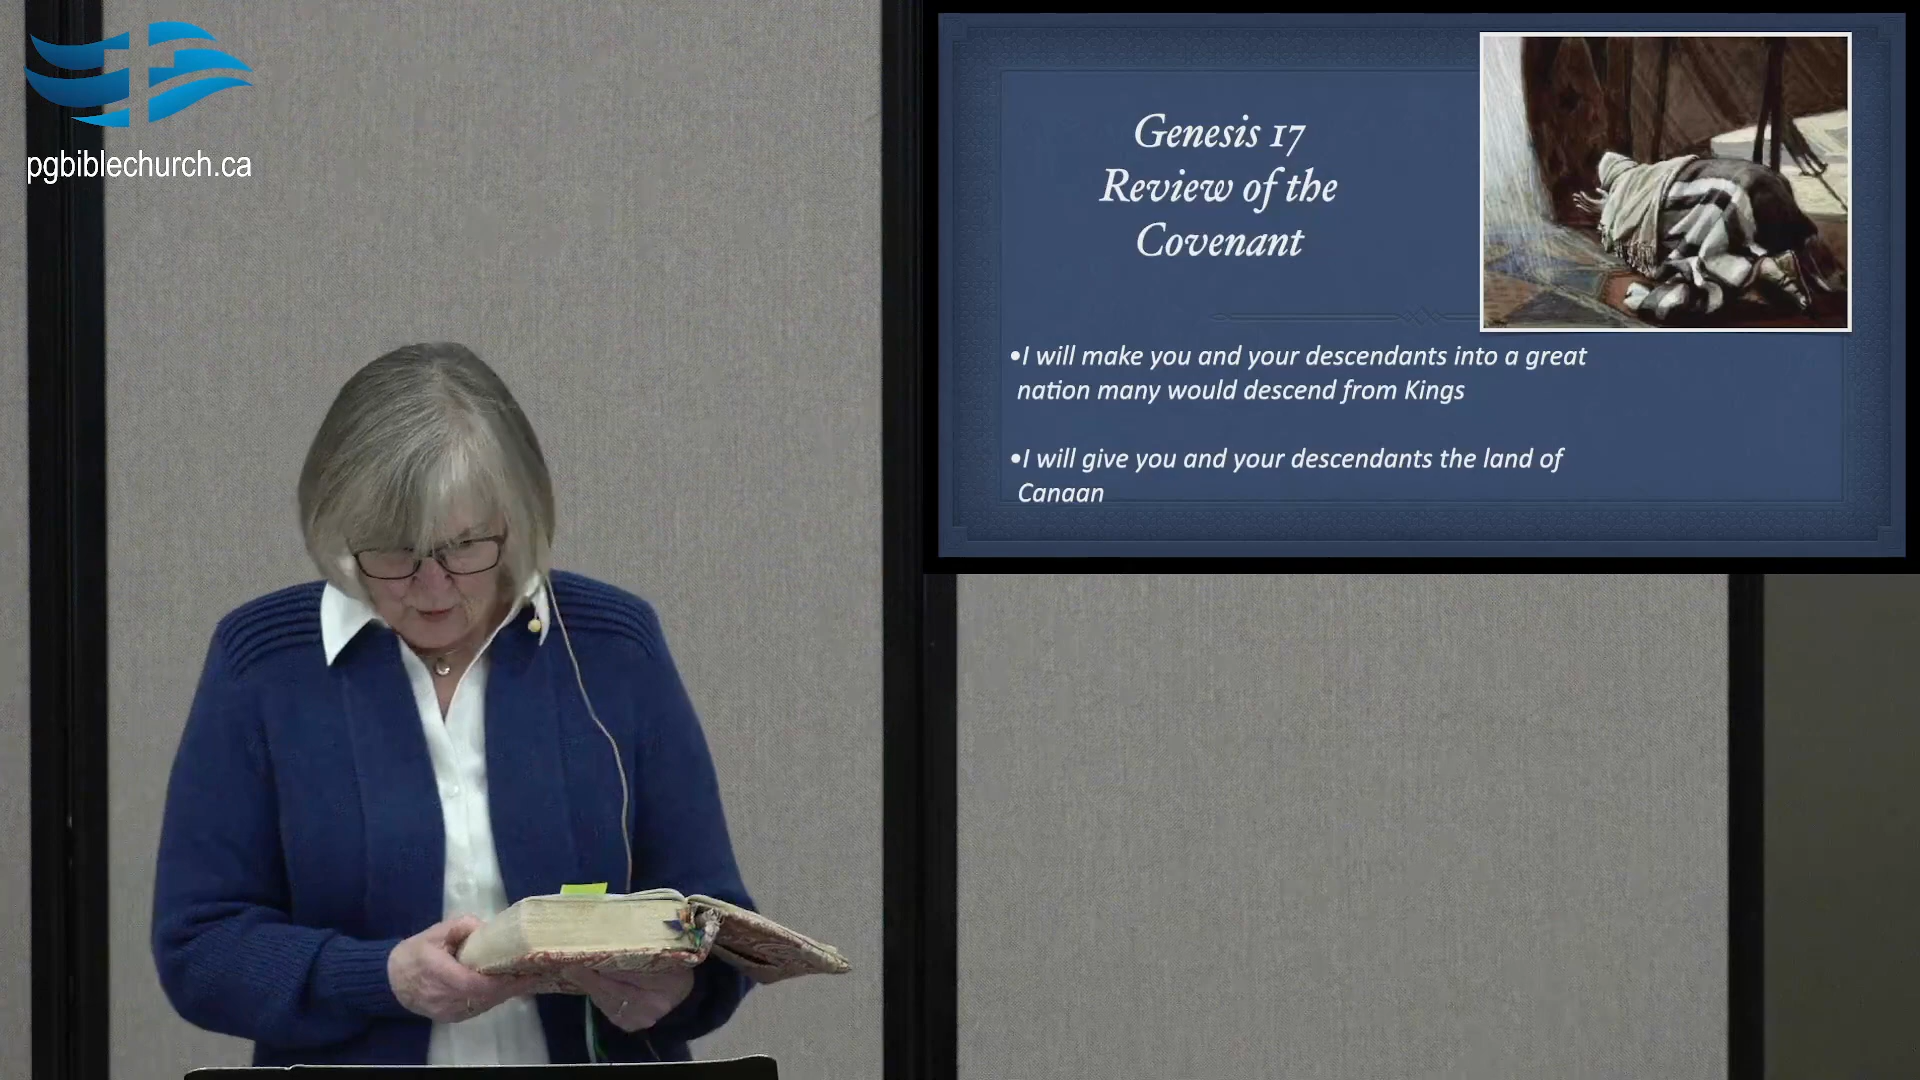 pgbiblechurch.ca
Genesis 17
Review of the
Covenant
•I will make you and your descendants into a great
nation many would descend from Kings
•I will give you and your descendants the land of
Canaan